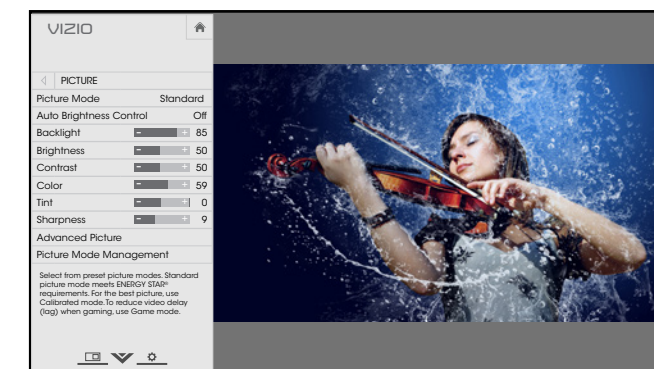 VIZIO
PICTURE
Picture Mode Standard
Auto Brightness Control Off
Backlight - + 85
Brightness - + 50
Contrast - + 50
Color - + 59
Tint - + 0
Sharpness - + 9
Advanced Picture
Picture Mode Management
Select from preset picture modes. Standard
picture mode meets ENERGY STAR®
requirements. For the best picture, use
Calibrated mode. To reduce video delay
(lag) when gaming, use Game mode.